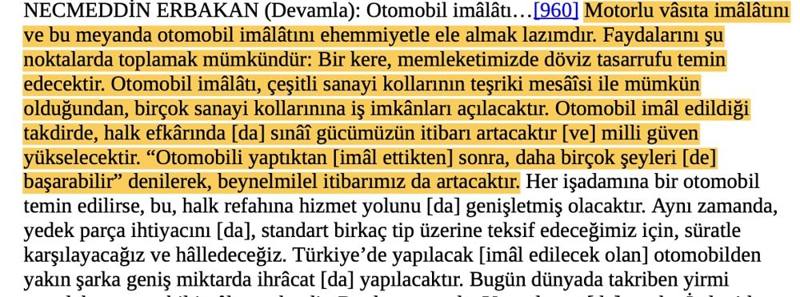 NECMEDDİN ERBAKAN (Devamla): Otomobil imâlâtı…[960] Motorlu vâsıta imâlâtını
ve bu meyanda otomobil imâlâtını ehemmiyetle ele almak lazımdır. Faydalarını şu
noktalarda toplamak mümkündür: Bir kere, memleketimizde döviz tasarrufu temin
edecektir. Otomobil imâlâtı, çeşitli sanayi kollarının teşriki mesâîsi ile mümkün
olduğundan, birçok sanayi kollarınına iş imkânları açılacaktır. Otomobil imâl edildiği
takdirde, halk efkârında [da] sınâî gücümüzün itibarı artacaktır [ve] milli güven
yükselecektir. “Otomobili yaptıktan [imâl ettikten] sonra, daha birçok şeyleri [de]
başarabilir” denilerek, beynelmilel itibarımız da artacaktır. Her işadamına bir otomobil
temin edilirse, bu, halk refahına hizmet yolunu [da] genişletmiş olacaktır. Aynı zamanda,
yedek parça ihtiyacını [da], standart birkaç tip üzerine teksif edeceğimiz için, süratle
karşılayacağız ve hâlledeceğiz. Türkiye’de yapılacak [imâl edilecek olan] otomobilden
yakın şarka geniş miktarda ihrâcat [da] yapılacaktır. Bugün dünyada takriben yirmi